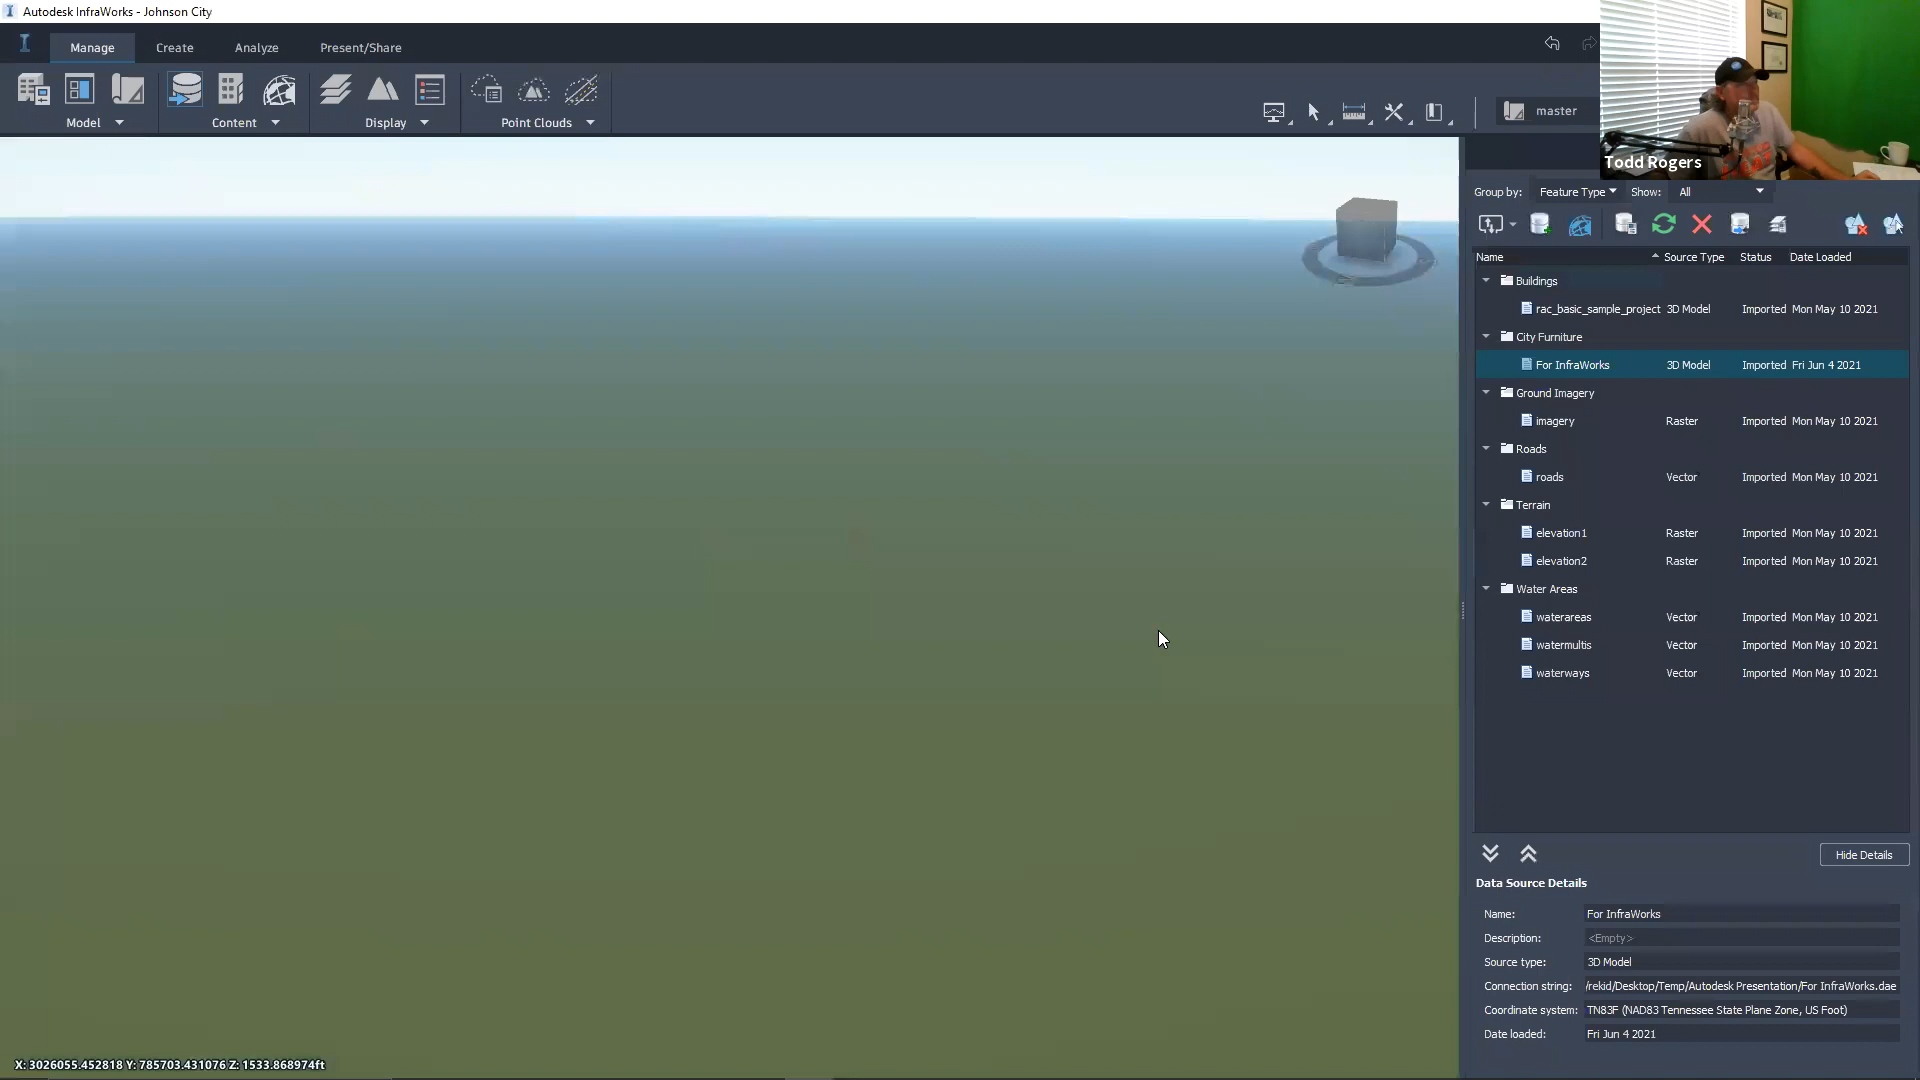 Autodesk InfraWorks - Johnson City
Manage Create Analyze Present/Share
Model Content Display Point Clouds
master
Todd Rogers
Group by: Feature Type Show: All
Name Source Type Status Date Loaded
Buildings
rac_basic_sample_project 3D Model Imported Mon May 10 2021
City Furniture
For InfraWorks 3D Model Imported Fri Jun 4 2021
Ground Imagery
imagery Raster Imported Mon May 10 2021
Roads
roads Vector Imported Mon May 10 2021
Terrain
elevation1 Raster Imported Mon May 10 2021
elevation2 Raster Imported Mon May 10 2021
Water Areas
waterareas Vector Imported Mon May 10 2021
watermultis Vector Imported Mon May 10 2021
waterways Vector Imported Mon May 10 2021
Hide Details
Data Source Details
Name: For InfraWorks
Description: <Empty>
Source type: 3D Model
Connection string: /rekid/Desktop/Temp/Autodesk Presentation/For InfraWorks.dae
Coordinate system: TN83F (NAD83 Tennessee State Plane Zone, US Foot)
Date loaded: Fri Jun 4 2021
X: 3026055.452818 Y: 785703.431076 Z: 1533.868974ft